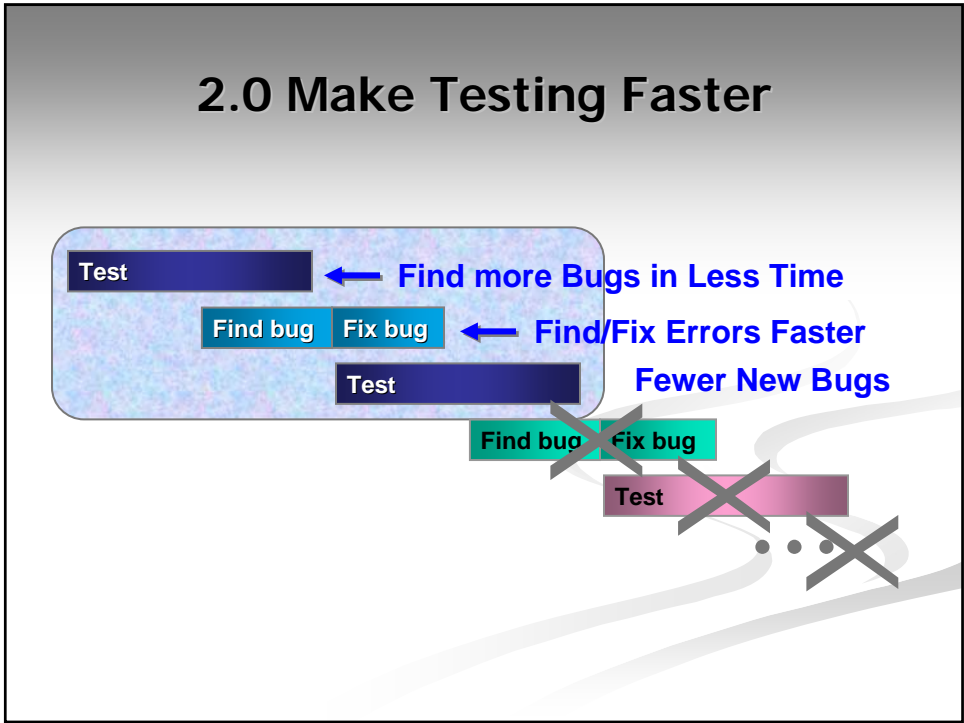 2.0 Make Testing Faster
Test
Find more Bugs in Less Time
Find bug Fix bug
Find/Fix Errors Faster
Test
Fewer New Bugs
Find bug Fix bug
Test
...